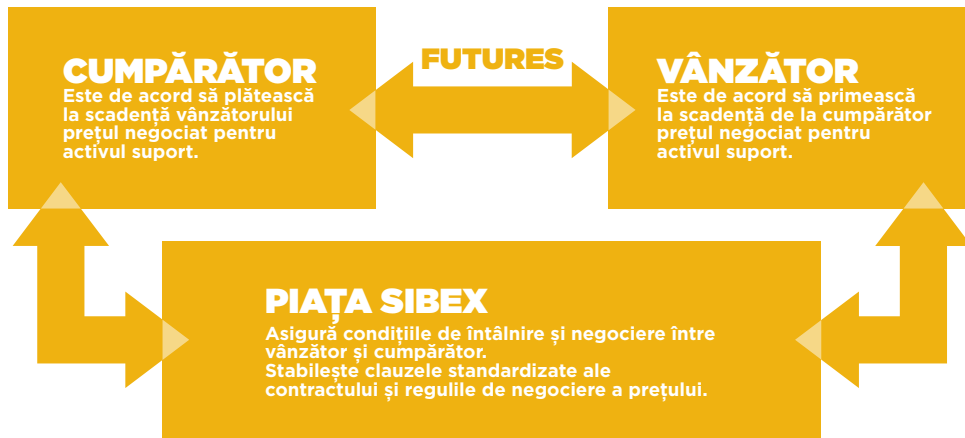 CUMPĂRĂTOR
Este de acord să plătească
la scadență vânzătorului
prețul negociat pentru
activul suport.
FUTURES
VÂNZĂTOR
Este de acord să primească
la scadență de la cumpărător
prețul negociat pentru
activul suport.
PIAȚA SIBEX
Asigură condițiile de întâlnire și negociere între
vânzător și cumpărător.
Stabilește clauzele standardizate ale
contractului și regulile de negociere a prețului.